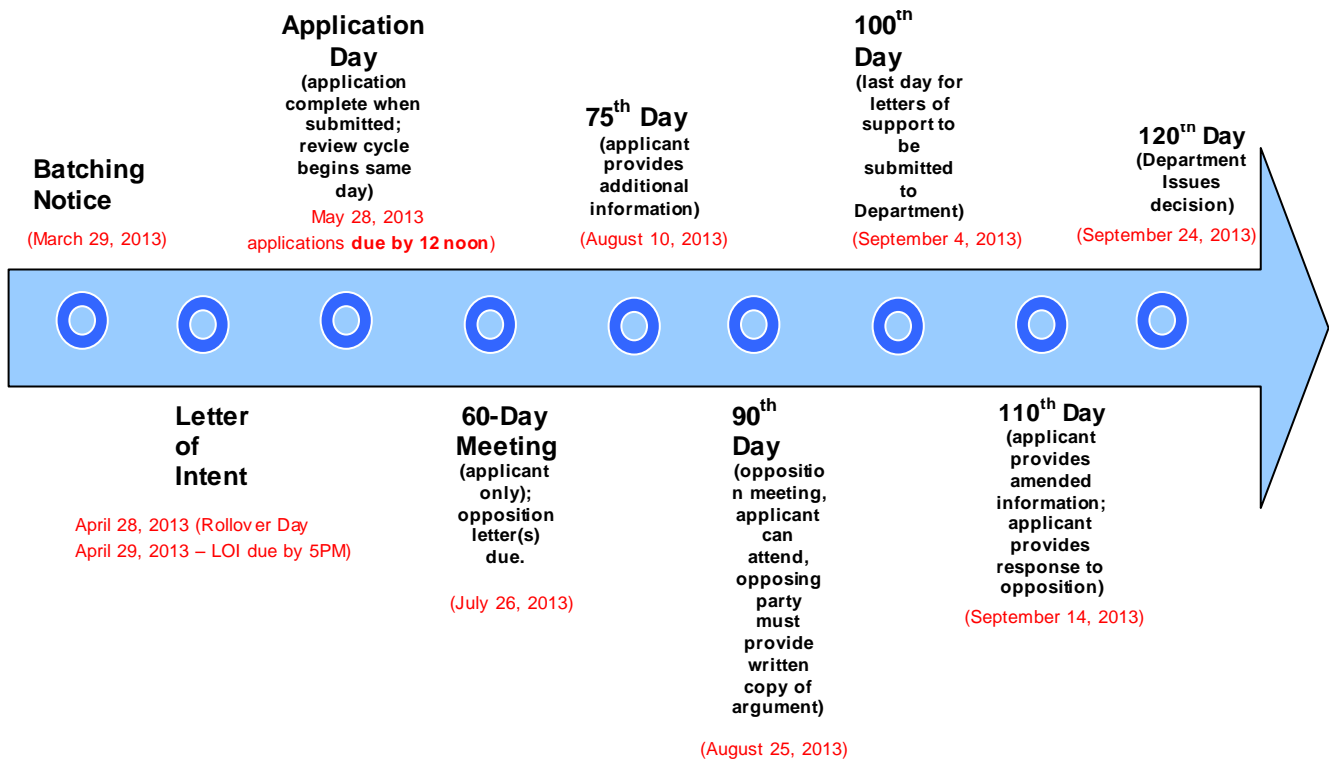 Batching
Notice
(March 29, 2013)
Letter
of
Intent
April 28, 2013 (Rollover Day
April 29, 2013 – LOI due by 5PM)
Application
Day
(application
complete when
submitted;
review cycle
begins same
day)
May 28, 2013
applications due by 12 noon)
60-Day
Meeting
(applicant
only);
opposition
letter(s)
due.
(July 26, 2013)
75th Day
(applicant
provides
additional
information)
(August 10, 2013)
90th
Day
(oppositio
n meeting,
applicant
can
attend,
opposing
party
must
provide
written
copy of
argument)
(August 25, 2013)
100th
Day
(last day for
letters of
support to
be
submitted
to
Department)
(September 4, 2013)
110th Day
(applicant
provides
amended
information;
applicant
provides
response to
opposition)
(September 14, 2013)
120th Day
(Department
Issues
decision)
(September 24, 2013)